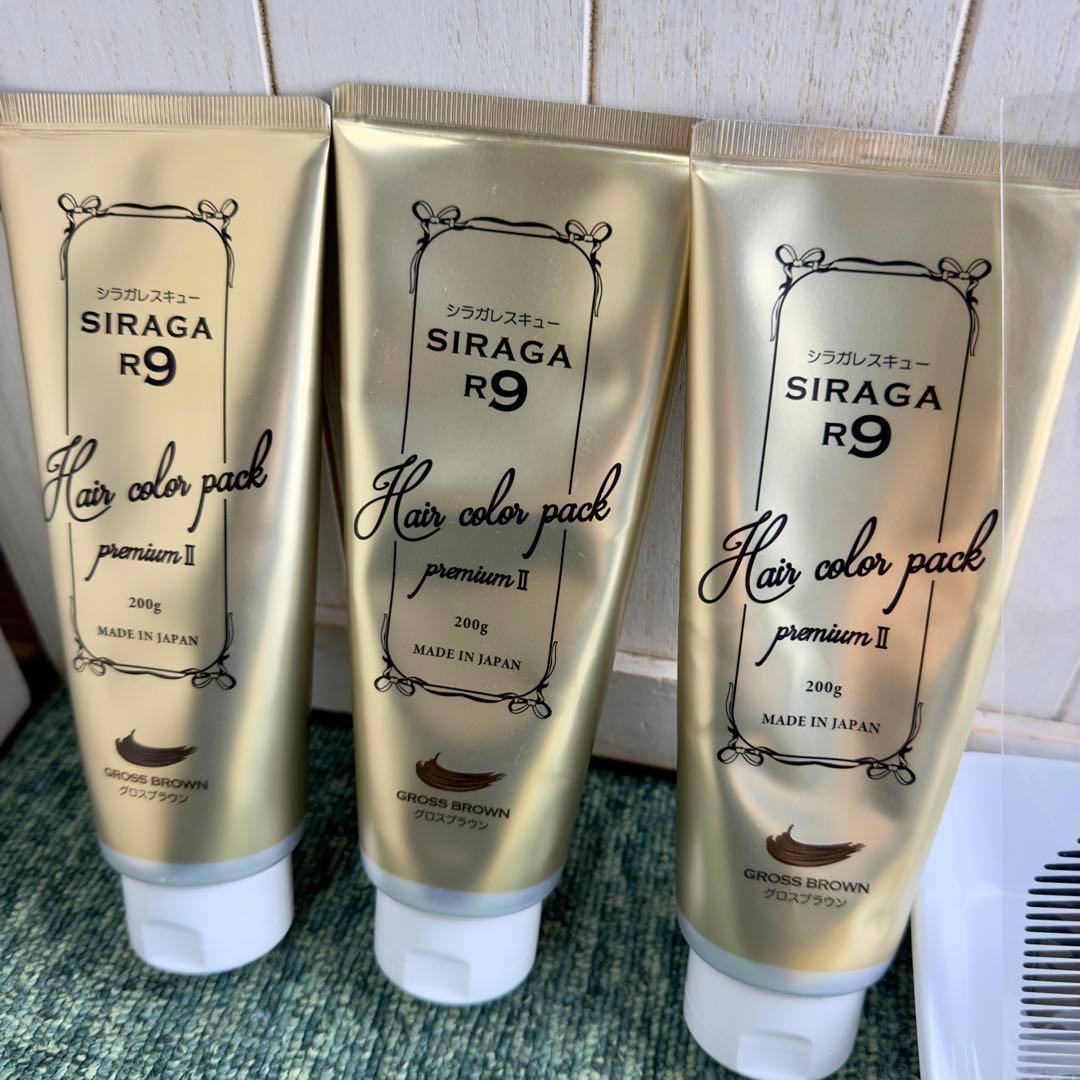 シラガレスキュー
SIRAGA
R9
Hair color pack
premium II
200g
MADE IN JAPAN
GROSS BROWN
グロスブラウン
シラガレスキュー
SIRAGA
R9
Hair color pack
premium II
200g
MADE IN JAPAN
GROSS BROWN
グロスブラウン
シラガレスキュー
SIRAGA
R9
Hair color pack
premium II
200g
MADE IN JAPAN
GROSS BROWN
グロスブラウン